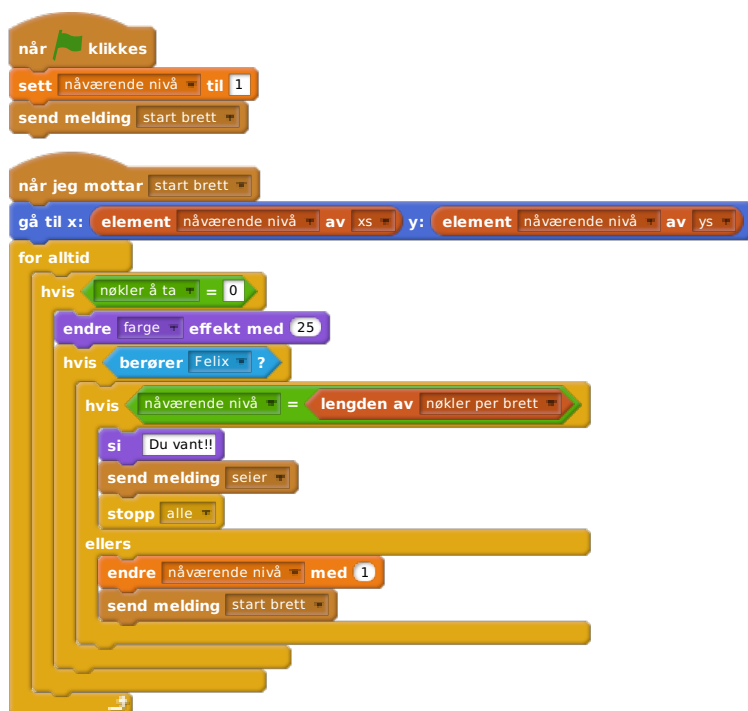 når klikkes
sett nåværende nivå til 1
send melding start brett
når jeg mottar start brett
gå til x: element nåværende nivå av xs y: element nåværende nivå av ys
for alltid
hvis nøkler å ta = 0
endre farge effekt med 25
hvis berører Felix ?
hvis nåværende nivå = lengden av nøkler per brett
si Du vant!!
send melding seier
stopp alle
ellers
endre nåværende nivå med 1
send melding start brett